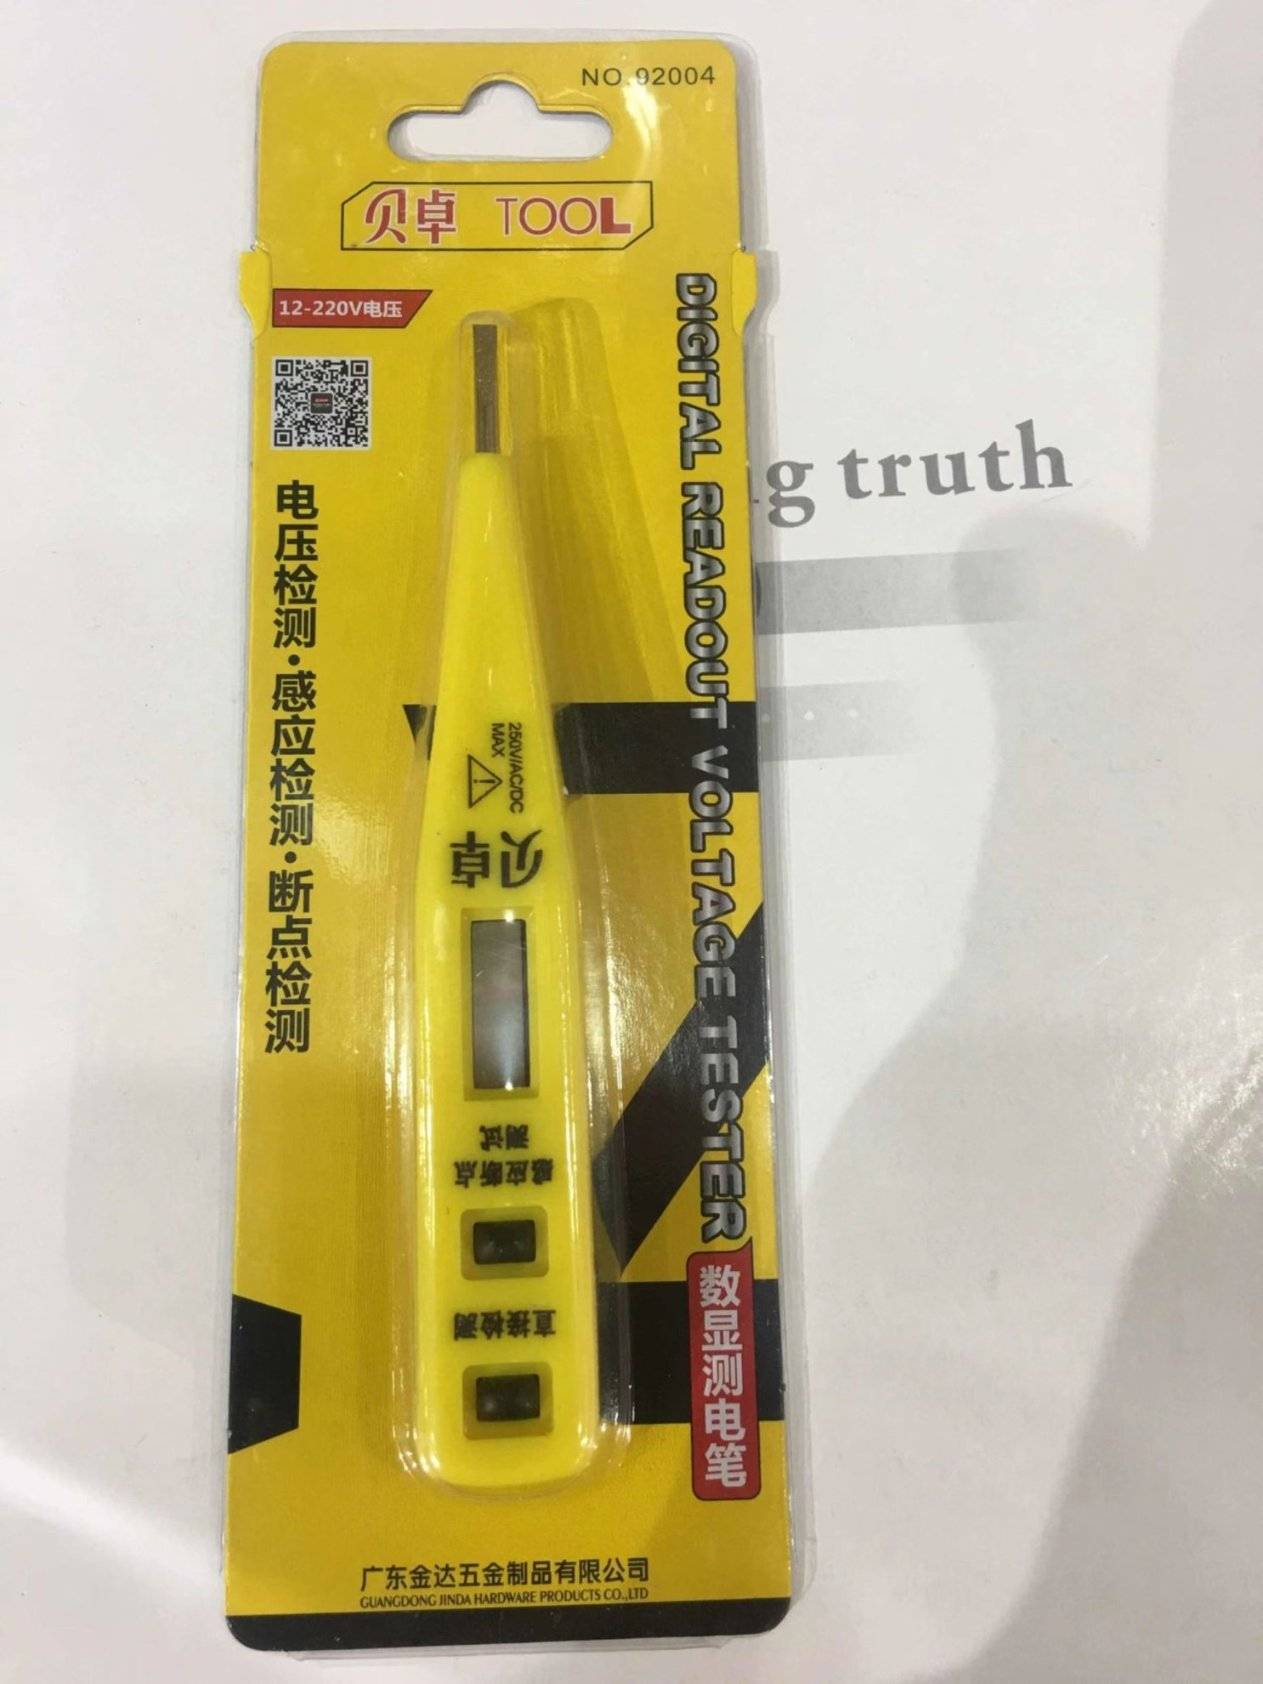 NO.92004
贝卓 TOOL
12-220V电压
电压检测·感应检测·断点检测
DIGITAL READOUT VOLTAGE TESTER
数显测电笔
g truth
250V/AC/DC
MAX
贝卓
感应断点
测试
直接检测
广东金达五金制品有限公司
GUANGDONG JINDA HARDWARE PRODUCTS CO.,LTD